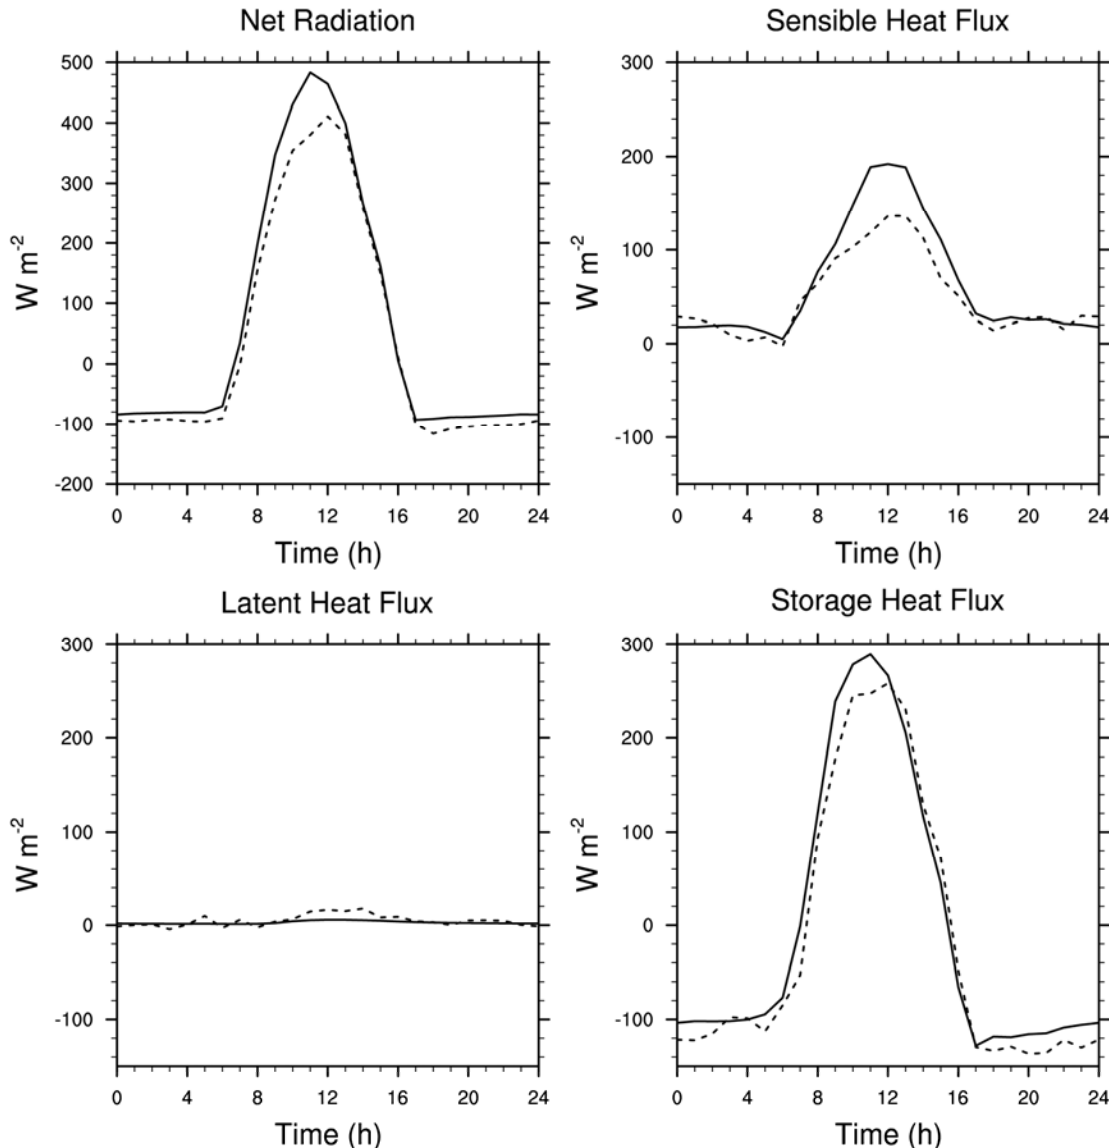 Net Radiation
W m-2
500
400
300
200
100
0
-100
-200
0 4 8 12 16 20 24
Time (h)
Sensible Heat Flux
W m-2
300
200
100
0
-100
0 4 8 12 16 20 24
Time (h)
Latent Heat Flux
W m-2
300
200
100
0
-100
0 4 8 12 16 20 24
Time (h)
Storage Heat Flux
W m-2
300
200
100
0
-100
0 4 8 12 16 20 24
Time (h)